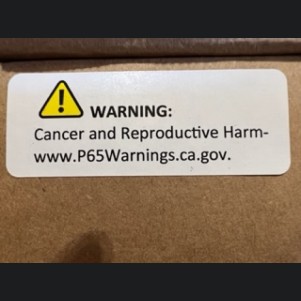 WARNING:
Cancer and Reproductive Harm-
www.P65Warnings.ca.gov.